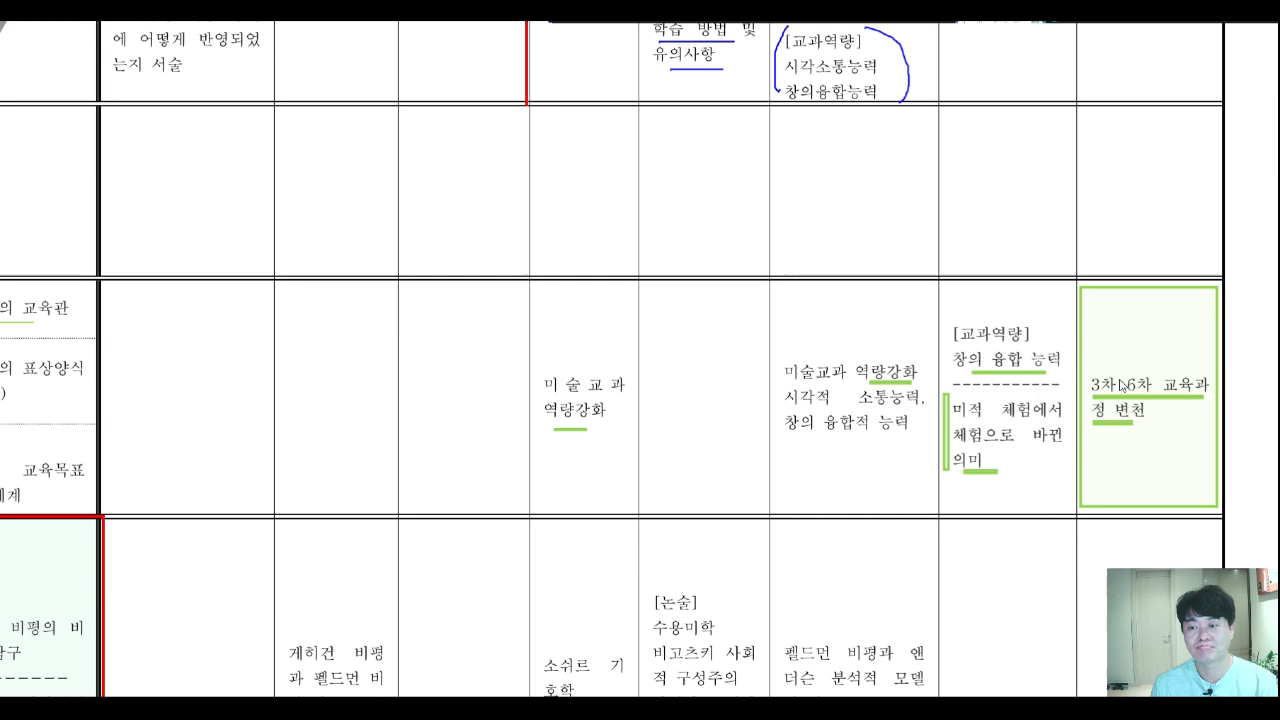 에 어떻게 반영되었
는지 서술
학습 방법 및
유의사항
[교과역량]
시각소통능력
창의융합능력
의 교육관
의 표상양식
)
교육목표
체계
미 술 교 과
역량강화
미술교과 역량강화
시각적 소통능력,
창의 융합적 능력
[교과역량]
창의 융합 능력
-----------
미적 체험에서
체험으로 바뀐
의미
3차~6차 교육과
정 변천
비평의 비
탐구
-------
게히건 비평
과 펠드먼 비
소쉬르 기
호학
[논술]
수용미학
비고츠키 사회
적 구성주의
펠드먼 비평과 앤
더슨 분석적 모델